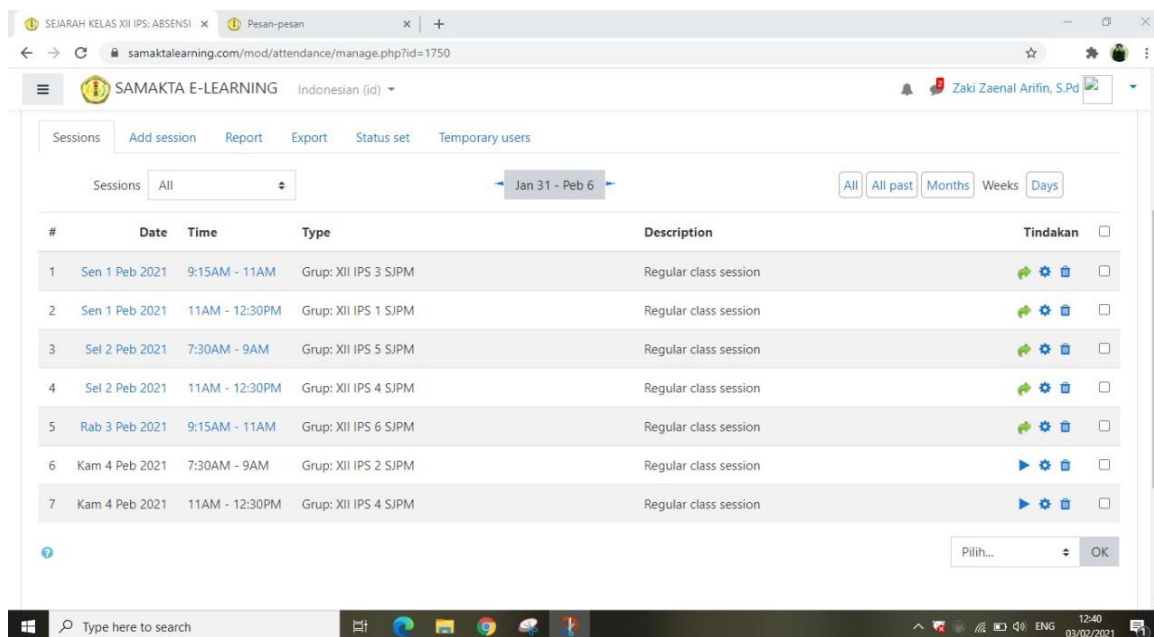 SEJARAH KELAS XII IPS: ABSENSI
Pesan-pesan
samaktalearning.com/mod/attendance/manage.php?id=1750
SAMAKTA E-LEARNING Indonesian (id)
2 Zaki Zaenal Arifin, S.Pd
Sessions Add session Report Export Status set Temporary users
Sessions All Jan 31 - Peb 6 All All past Months Weeks Days
# Date Time Type Description Tindakan
1 Sen 1 Peb 2021 9:15AM - 11AM Grup: XII IPS 3 SJPM Regular class session
2 Sen 1 Peb 2021 11AM - 12:30PM Grup: XII IPS 1 SJPM Regular class session
3 Sel 2 Peb 2021 7:30AM - 9AM Grup: XII IPS 5 SJPM Regular class session
4 Sel 2 Peb 2021 11AM - 12:30PM Grup: XII IPS 4 SJPM Regular class session
5 Rab 3 Peb 2021 9:15AM - 11AM Grup: XII IPS 6 SJPM Regular class session
6 Kam 4 Peb 2021 7:30AM - 9AM Grup: XII IPS 2 SJPM Regular class session
7 Kam 4 Peb 2021 11AM - 12:30PM Grup: XII IPS 4 SJPM Regular class session
Pilih... OK
Type here to search ENG 12:40
03/02/2021